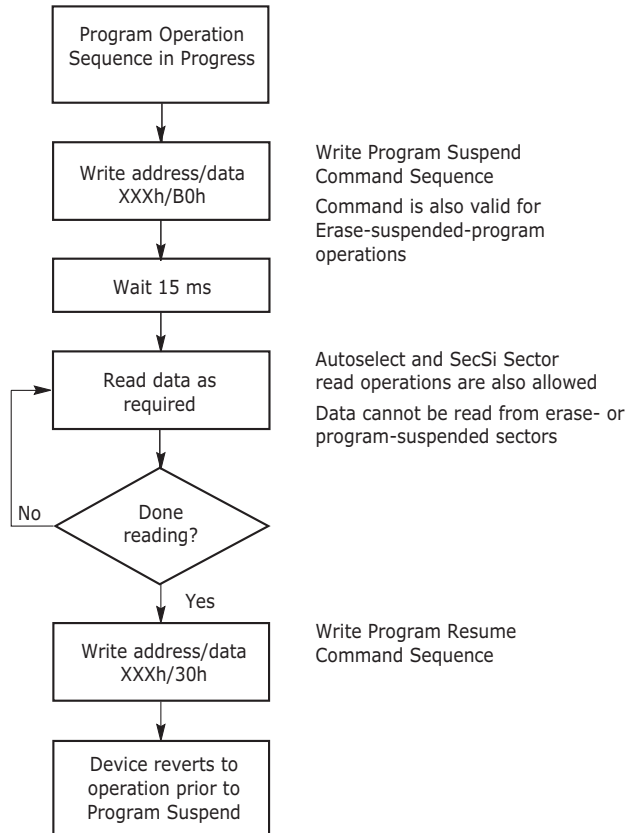 Program Operation
Sequence in Progress
Write address/data
XXXh/B0h
Write Program Suspend
Command Sequence
Command is also valid for
Erase-suspended-program
operations
Wait 15 ms
Read data as
required
Autoselect and SecSi Sector
read operations are also allowed
Data cannot be read from erase- or
program-suspended sectors
No
Done
reading?
Yes
Write address/data
XXXh/30h
Write Program Resume
Command Sequence
Device reverts to
operation prior to
Program Suspend